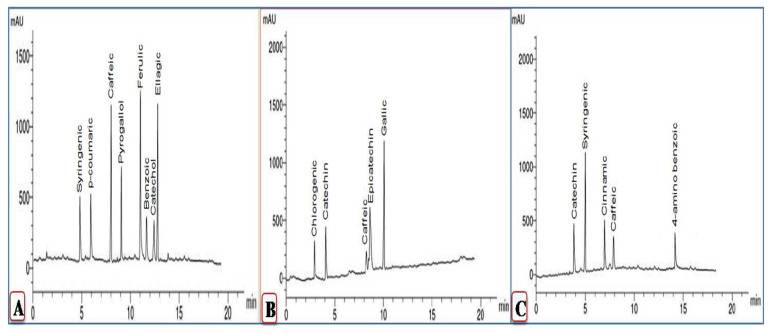 mAU
1500
1000
500
0
Syringenic
p-coumaric
Caffeic
Pyrogallol
Ferulic
Benzoic
Catechol
Ellagic
0
5
10
15
20
min
A
mAU
2000
1500
1000
500
0
Chlorogenic
Catechin
Caffeic
Epicatechin
Gallic
0
5
10
15
20
min
B
mAU
2000
1500
1000
500
0
Catechin
Syringenic
Cinnamic
Caffeic
4-amino benzoic
0
5
10
15
20
min
C